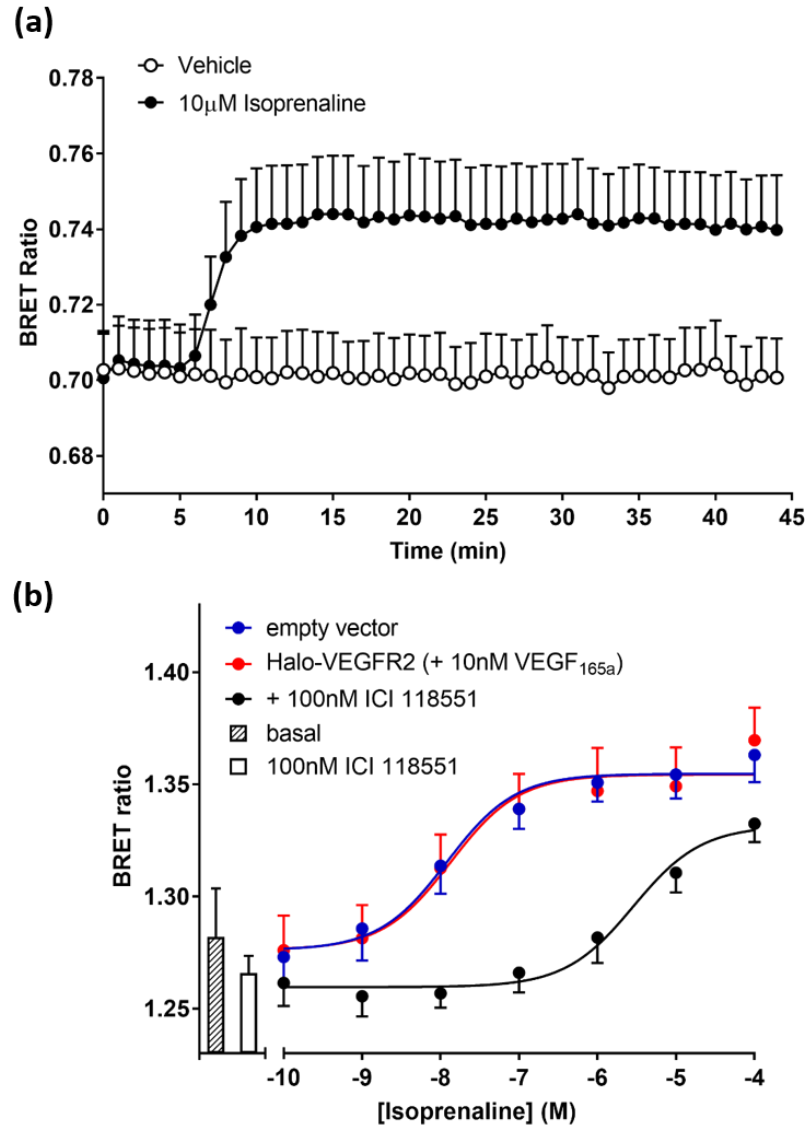 (a)
Vehicle
10μM Isoprenaline
0.78
0.76
0.74
0.72
0.70
0.68
BRET Ratio
0 5 10 15 20 25 30 35 40 45
Time (min)
(b)
empty vector
Halo-VEGFR2 (+ 10nM VEGF165a)
+ 100nM ICI 118551
basal
100nM ICI 118551
1.40
1.35
1.30
1.25
BRET ratio
-10 -9 -8 -7 -6 -5 -4
[Isoprenaline] (M)